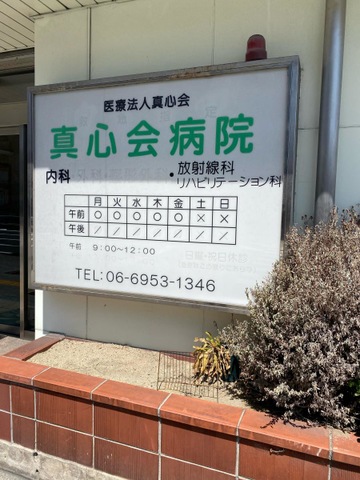 医療法人真心会
真心会病院
内科 ・放射線科
リハビリテーション科
月 火 水 木 金 土 日
午前 ○ ○ ○ ○ ○ × ×
午後 / / / / / / /
午前 9:00~12:00
日曜・祝日休診
TEL:06-6953-1346